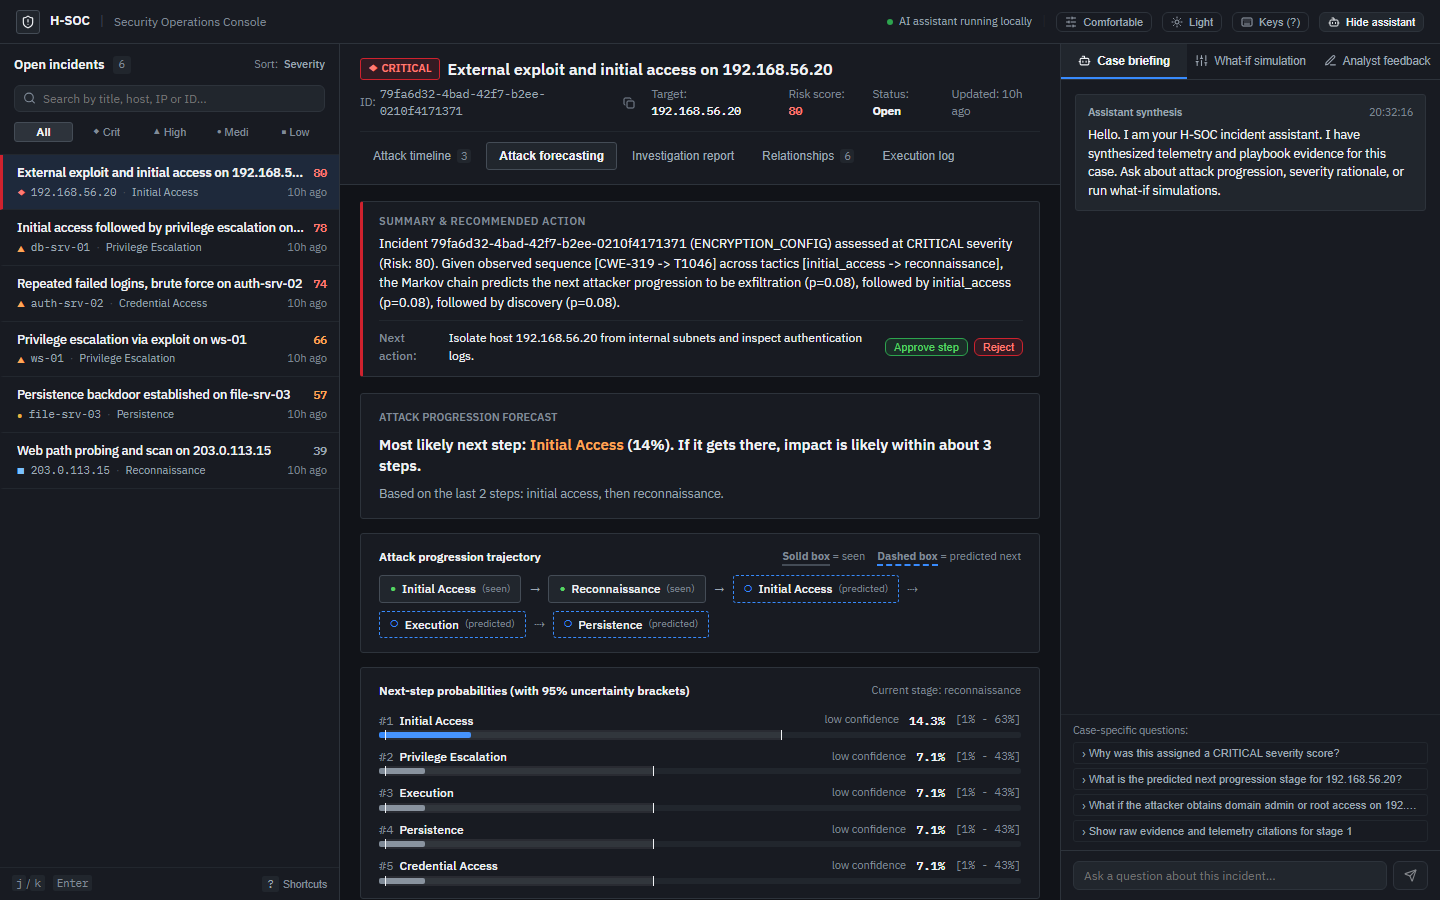 H-SOC
Security Operations Console
AI assistant running locally
Comfortable
Light
Keys (?)
Hide assistant
Open incidents 6
Sort: Severity
Search by title, host, IP or ID...
All
Crit
High
Medi
Low
External exploit and initial access on 192.168.5... 80
192.168.56.20 · Initial Access 10h ago
Initial access followed by privilege escalation on... 78
db-srv-01 · Privilege Escalation 10h ago
Repeated failed logins, brute force on auth-srv-02 74
auth-srv-02 · Credential Access 10h ago
Privilege escalation via exploit on ws-01 66
ws-01 · Privilege Escalation 10h ago
Persistence backdoor established on file-srv-03 57
file-srv-03 · Persistence 10h ago
Web path probing and scan on 203.0.113.15 39
203.0.113.15 · Reconnaissance 10h ago
j / k Enter
? Shortcuts
CRITICAL External exploit and initial access on 192.168.56.20
ID: 79fa6d32-4bad-42f7-b2ee-
0210f4171371
Target:
192.168.56.20
Risk score:
80
Status:
Open
Updated: 10h
ago
Attack timeline 3
Attack forecasting
Investigation report
Relationships 6
Execution log
SUMMARY & RECOMMENDED ACTION
Incident 79fa6d32-4bad-42f7-b2ee-0210f4171371 (ENCRYPTION_CONFIG) assessed at CRITICAL severity
(Risk: 80). Given observed sequence [CWE-319 -> T1046] across tactics [initial_access -> reconnaissance],
the Markov chain predicts the next attacker progression to be exfiltration (p=0.08), followed by initial_access
(p=0.08), followed by discovery (p=0.08).
Next
action:
Isolate host 192.168.56.20 from internal subnets and inspect authentication
logs.
Approve step
Reject
ATTACK PROGRESSION FORECAST
Most likely next step: Initial Access (14%). If it gets there, impact is likely within about 3
steps.
Based on the last 2 steps: initial access, then reconnaissance.
Attack progression trajectory
Solid box = seen
Dashed box = predicted next
Initial Access (seen) → Reconnaissance (seen) → Initial Access (predicted) →
Execution (predicted) → Persistence (predicted)
Next-step probabilities (with 95% uncertainty brackets)
Current stage: reconnaissance
#1 Initial Access low confidence 14.3% [1% - 63%]
#2 Privilege Escalation low confidence 7.1% [1% - 43%]
#3 Execution low confidence 7.1% [1% - 43%]
#4 Persistence low confidence 7.1% [1% - 43%]
#5 Credential Access low confidence 7.1% [1% - 43%]
Case briefing
What-if simulation
Analyst feedback
Assistant synthesis 20:32:16
Hello. I am your H-SOC incident assistant. I have
synthesized telemetry and playbook evidence for this
case. Ask about attack progression, severity rationale, or
run what-if simulations.
Case-specific questions:
› Why was this assigned a CRITICAL severity score?
› What is the predicted next progression stage for 192.168.56.20?
› What if the attacker obtains domain admin or root access on 192....
› Show raw evidence and telemetry citations for stage 1
Ask a question about this incident...